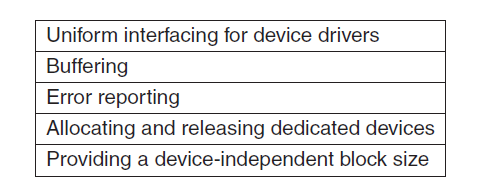 Uniform interfacing for device drivers
Buffering
Error reporting
Allocating and releasing dedicated devices
Providing a device-independent block size